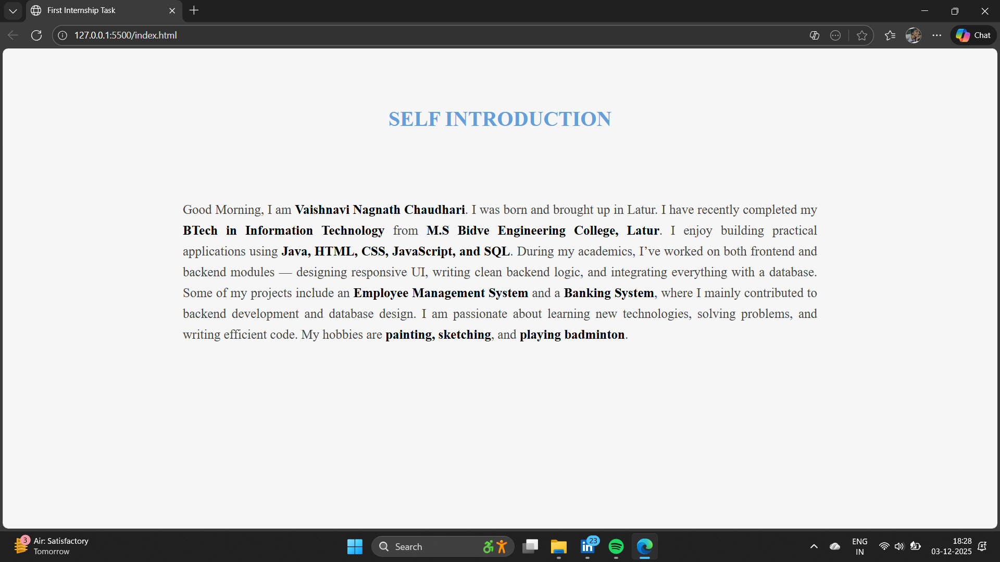 First Internship Task
127.0.0.1:5500/index.html
Chat
SELF INTRODUCTION
Good Morning, I am Vaishnavi Nagnath Chaudhari. I was born and brought up in Latur. I have recently completed my
BTech in Information Technology from M.S Bidve Engineering College, Latur. I enjoy building practical
applications using Java, HTML, CSS, JavaScript, and SQL. During my academics, I’ve worked on both frontend and
backend modules — designing responsive UI, writing clean backend logic, and integrating everything with a database.
Some of my projects include an Employee Management System and a Banking System, where I mainly contributed to
backend development and database design. I am passionate about learning new technologies, solving problems, and
writing efficient code. My hobbies are painting, sketching, and playing badminton.
3
Air: Satisfactory
Tomorrow
Search
in
23
ENG
IN
18:28
03-12-2025